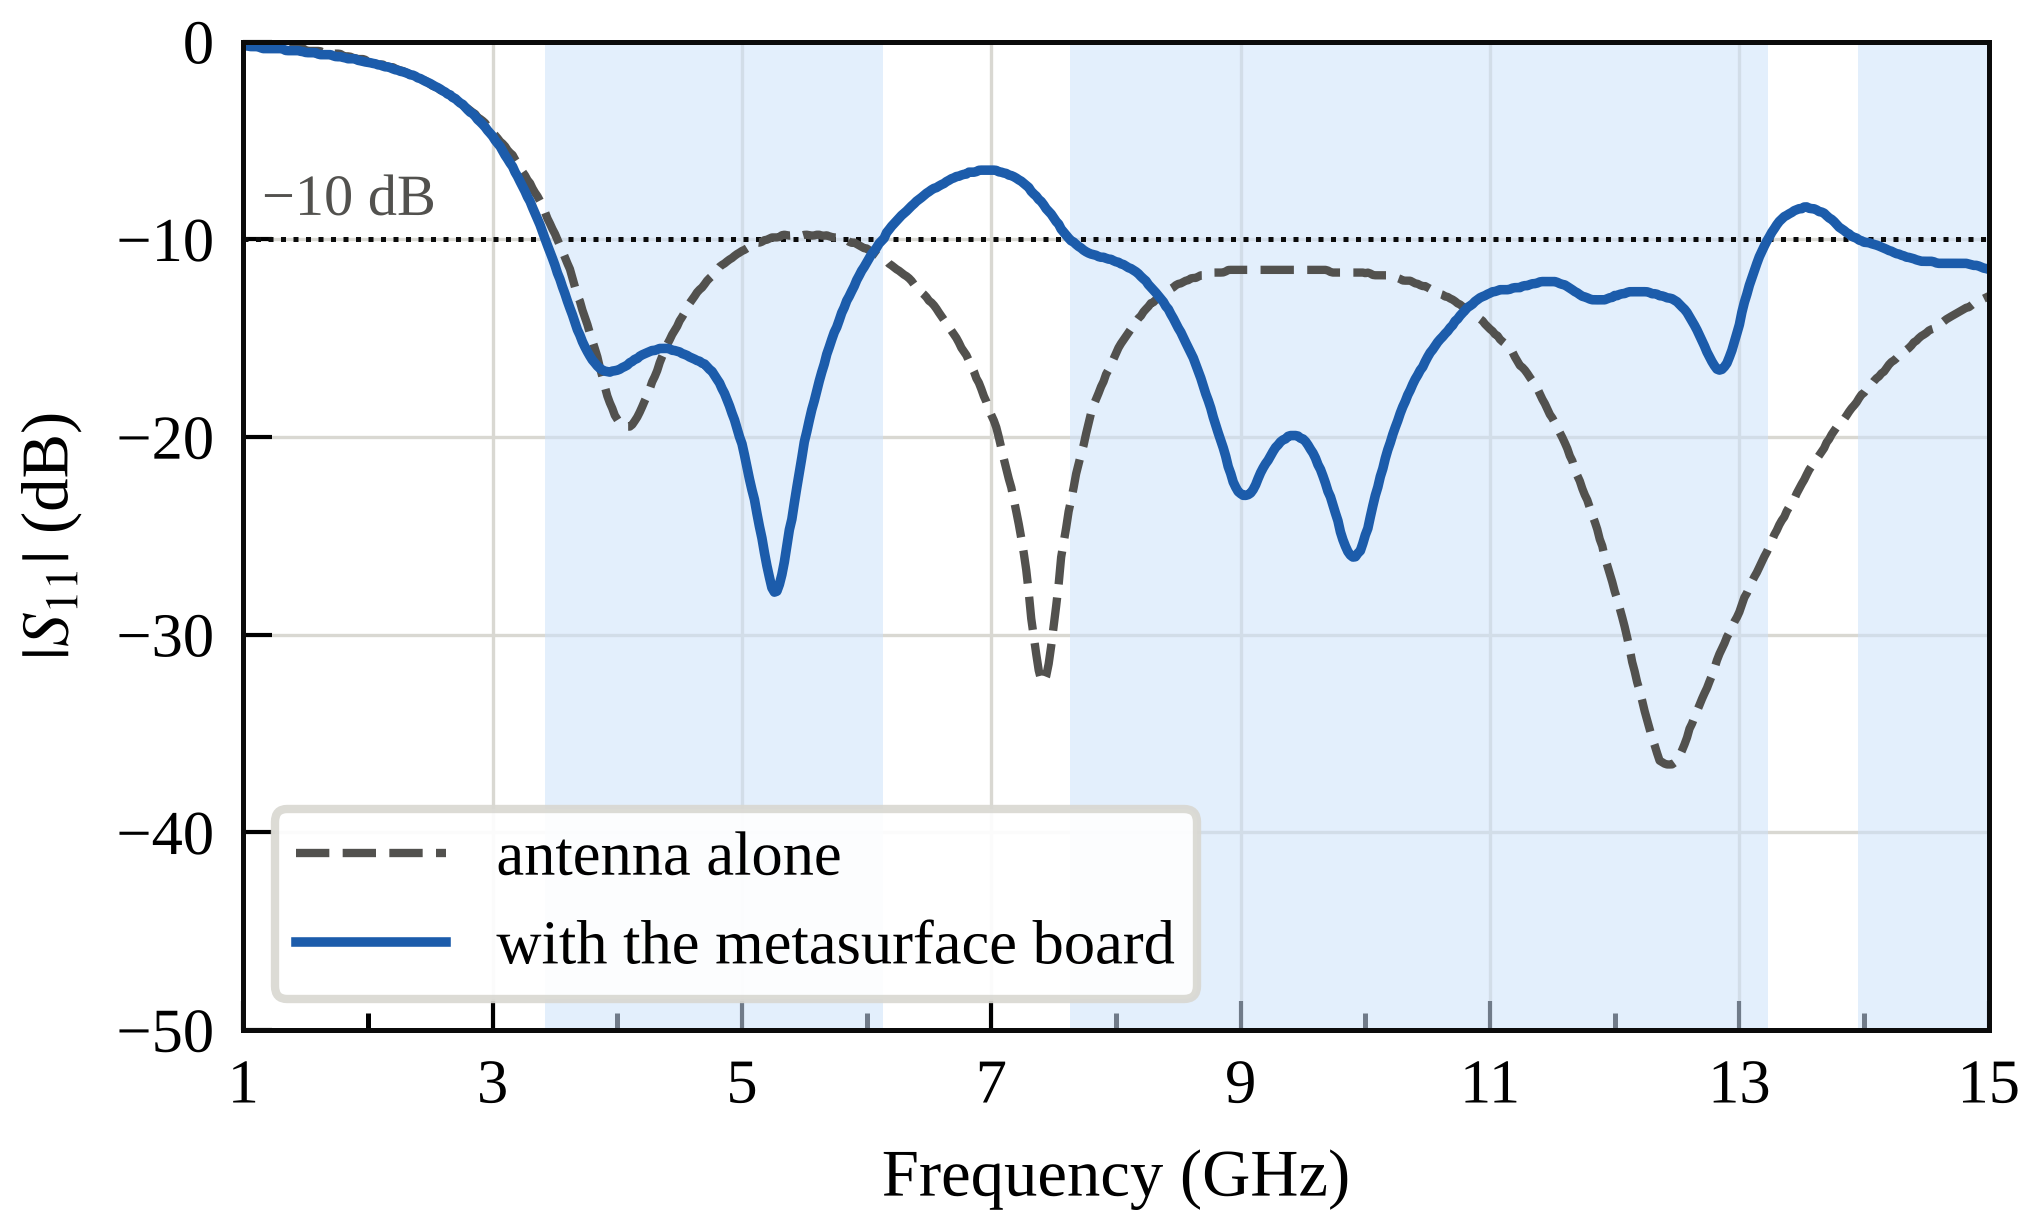 0
−10
−20
−30
−40
−50
|S11| (dB)
−10 dB
antenna alone
with the metasurface board
1 3 5 7 9 11 13 15
Frequency (GHz)